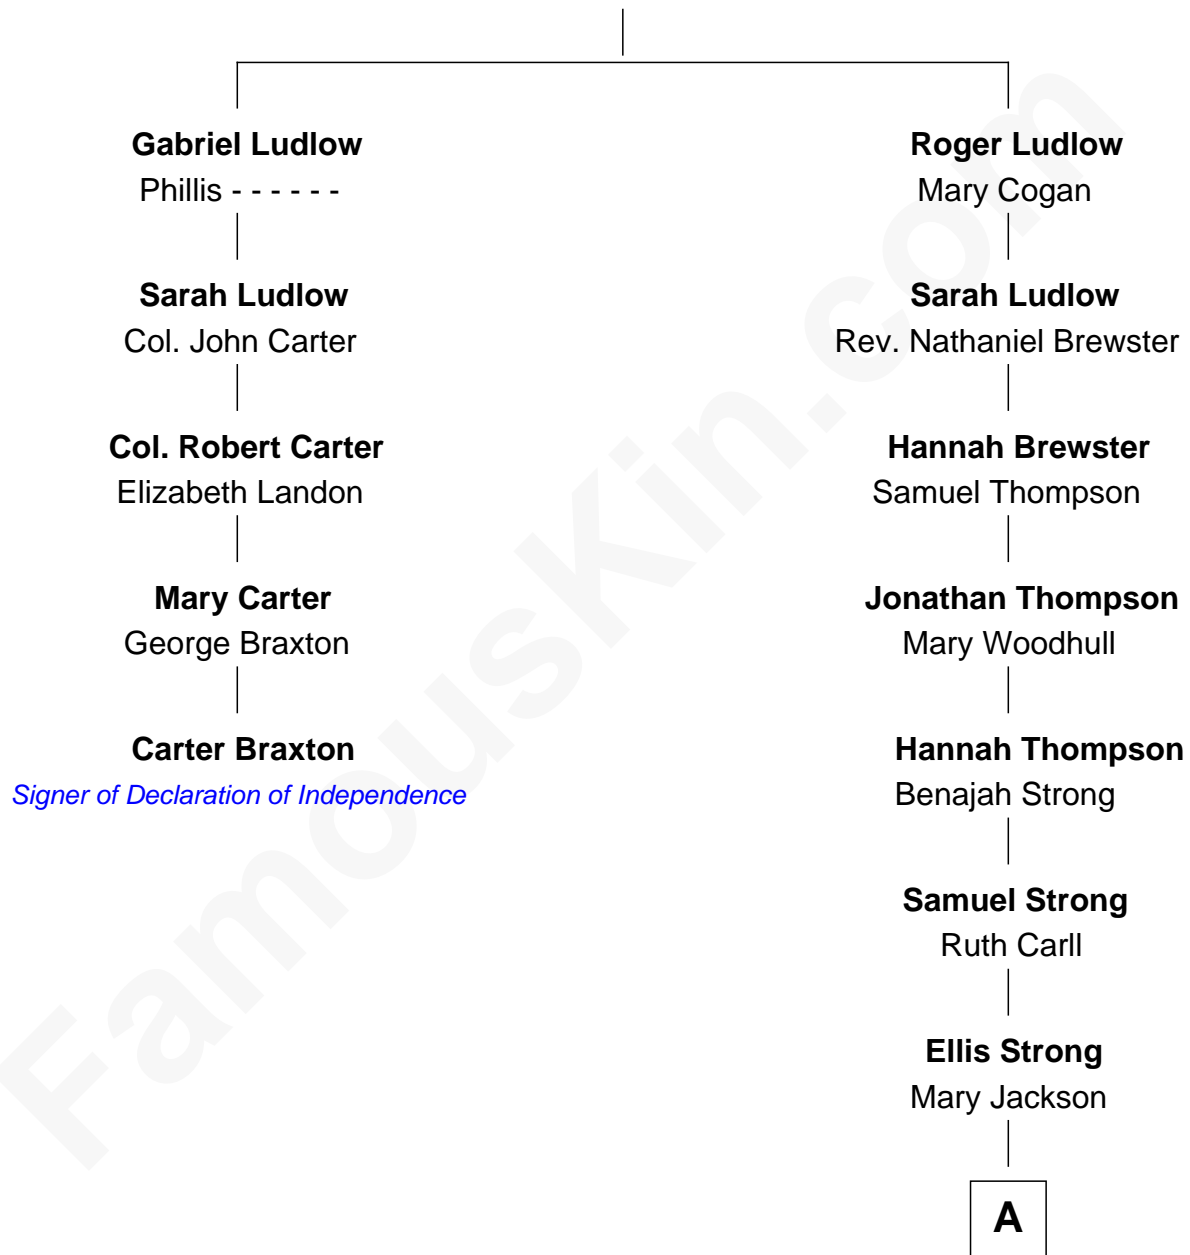 Gabriel Ludlow
Phillis - - - - - -
Sarah Ludlow
Col. John Carter
Col. Robert Carter
Elizabeth Landon
Mary Carter
George Braxton
Carter Braxton
Signer of Declaration of Independence
Roger Ludlow
Mary Cogan
Sarah Ludlow
Rev. Nathaniel Brewster
Hannah Brewster
Samuel Thompson
Jonathan Thompson
Mary Woodhull
Hannah Thompson
Benajah Strong
Samuel Strong
Ruth Carll
Ellis Strong
Mary Jackson
A
FamousKin.com